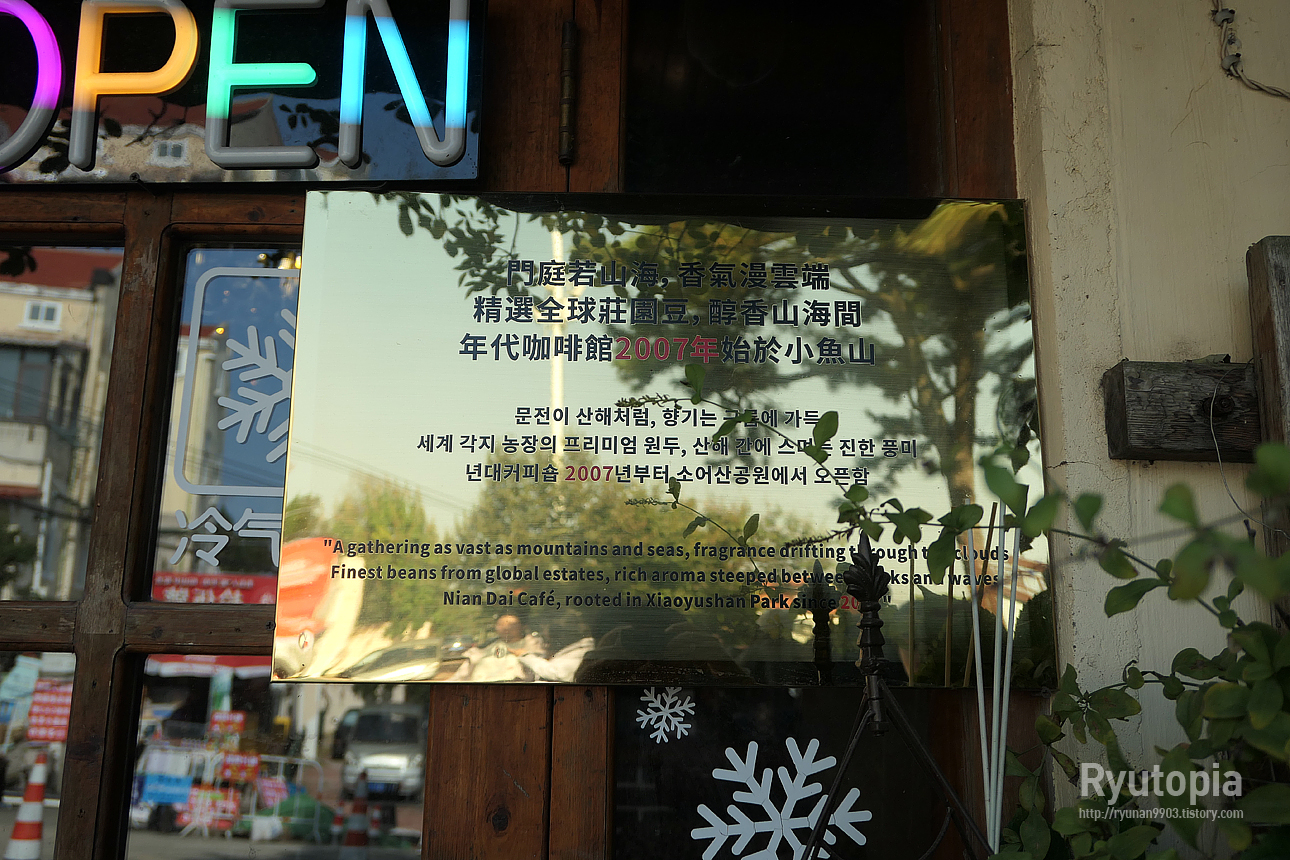 OPEN
門庭若山海, 香氣漫雲端
精選全球莊園豆, 醇香山海間
年代咖啡館2007年始於小魚山
문전이 산해처럼, 향기는 구름에 가득
세계 각지 농장의 프리미엄 원두, 산해 간에 스며든 진한 풍미
년대커피숍 2007년부터 소어산공원에서 오픈함
"A gathering as vast as mountains and seas, fragrance drifting through the clouds
Finest beans from global estates, rich aroma steeped between and waves
Nian Dai Café, rooted in Xiaoyushan Park since
冷气
Ryutopia
http://ryunan9903.tistory.com